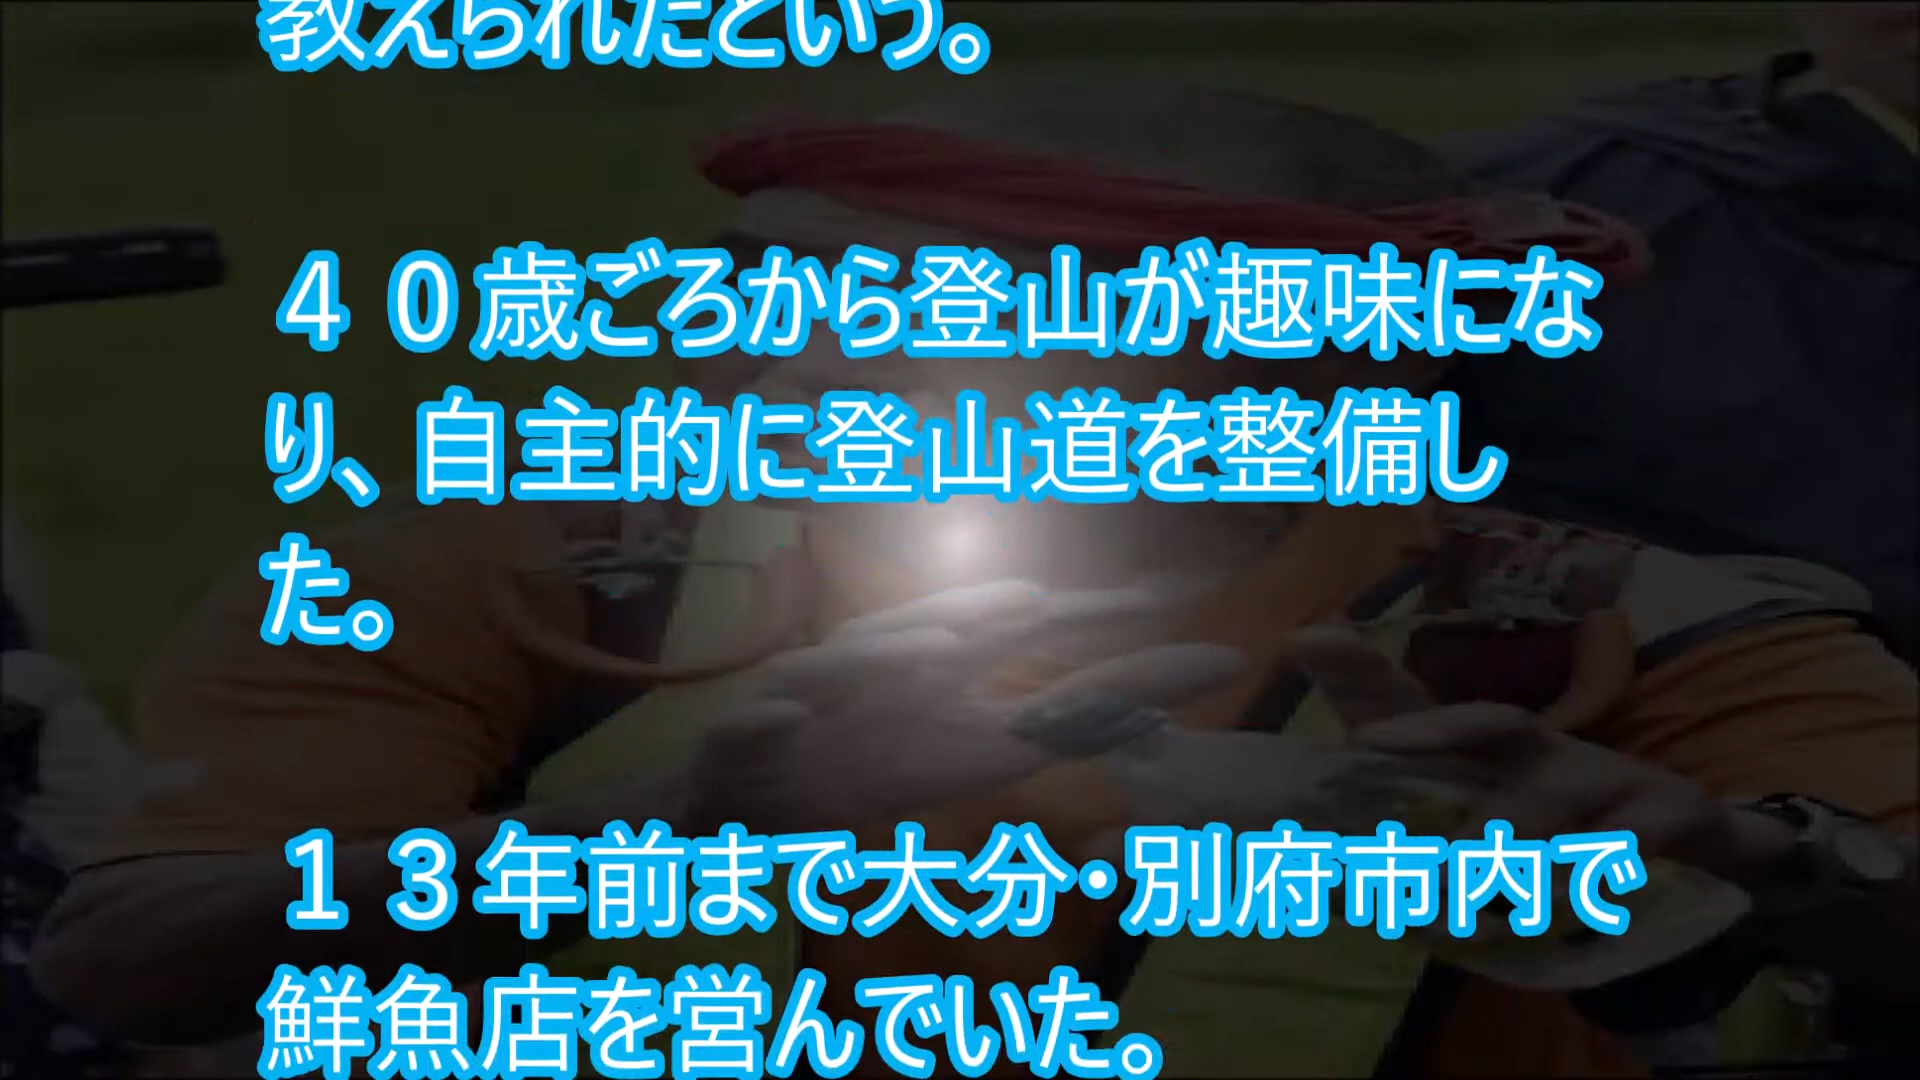 教えられたという。
４０歳ごろから登山が趣味にな
り、自主的に登山道を整備し
た。
１３年前まで大分・別府市内で
鮮魚店を営んでいた。